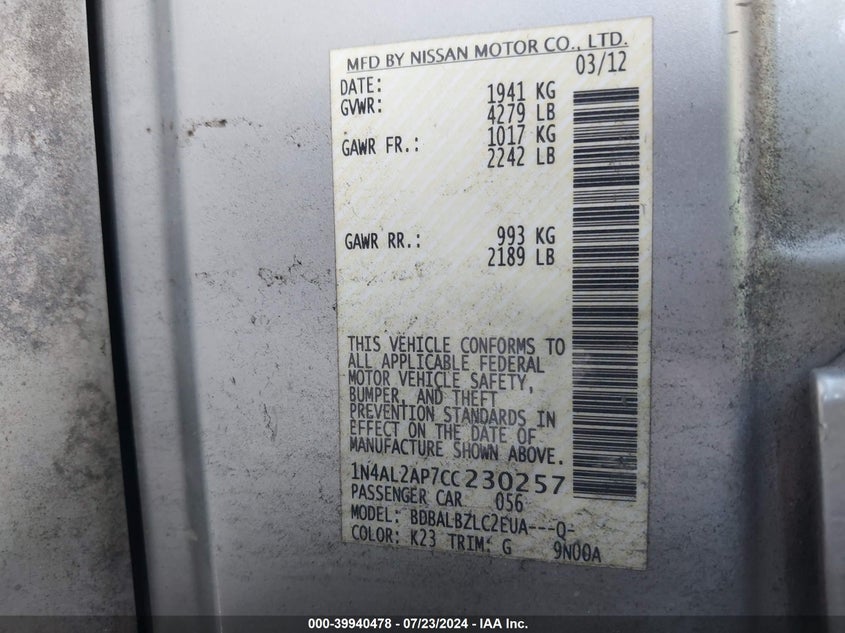 MFD BY NISSAN MOTOR CO., LTD.
DATE: 03/12
GVWR: 1941 KG
4279 LB
GAWR FR.: 1017 KG
2242 LB
GAWR RR.: 993 KG
2189 LB
THIS VEHICLE CONFORMS TO
ALL APPLICABLE FEDERAL
MOTOR VEHICLE SAFETY,
BUMPER, AND THEFT
PREVENTION STANDARDS IN
EFFECT ON THE DATE OF
MANUFACTURE SHOWN ABOVE.
1N4AL2AP7CC230257
PASSENGER CAR 056
MODEL: BDBALBZLC2EUA---Q-
COLOR: K23 TRIM: G 9N00A
000-39940478 - 07/23/2024 - IAA Inc.